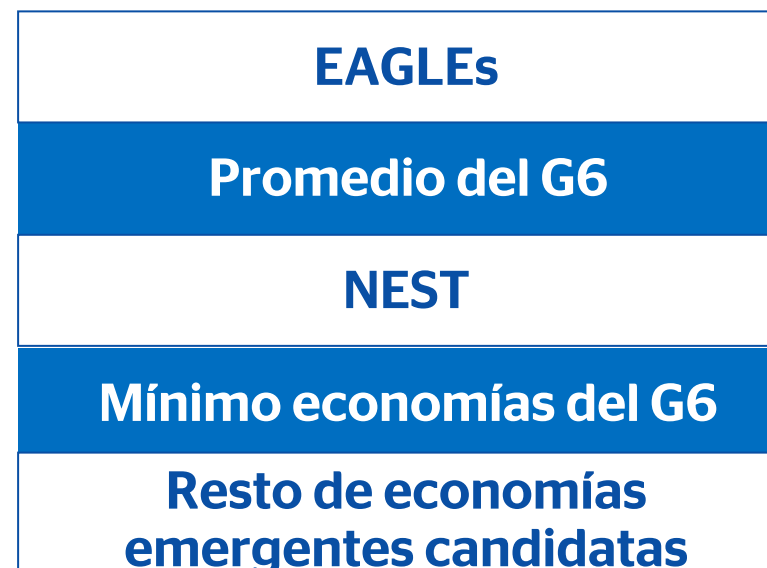 EAGLEs
Promedio del G6
NEST
Mínimo economías del G6
Resto de economías
emergentes candidatas